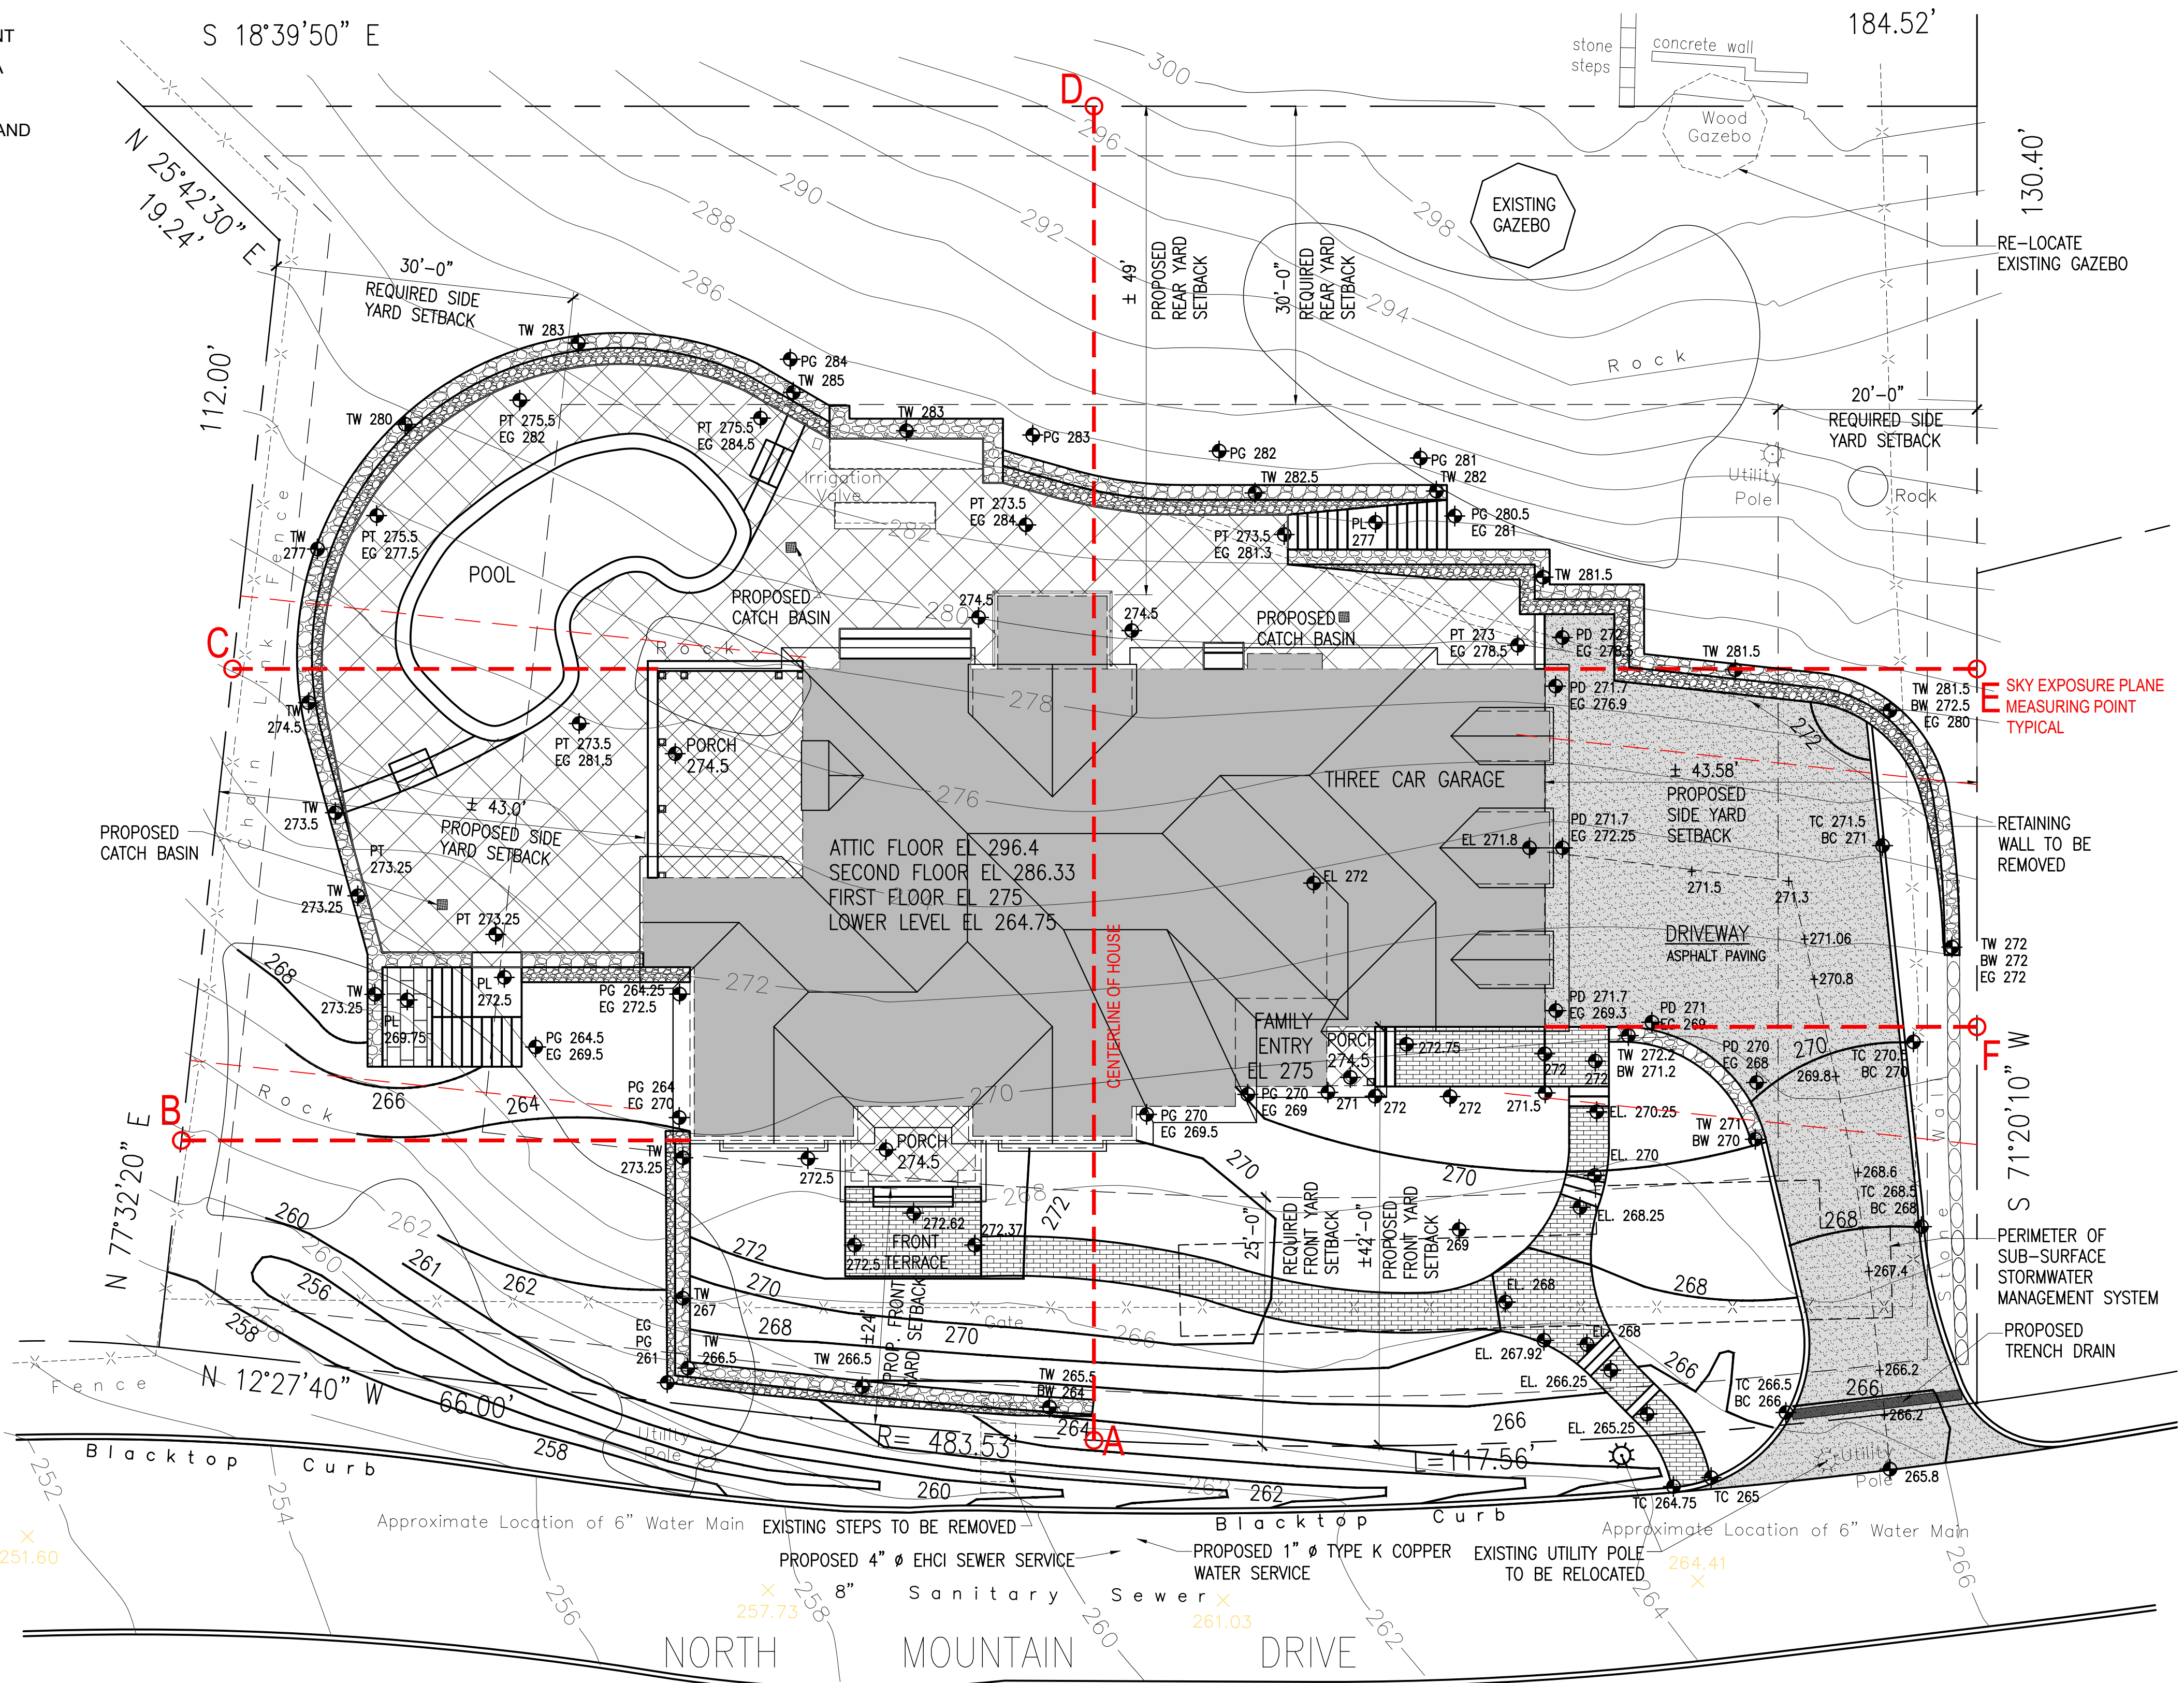 NT
A
AND
S 18°39'50" E
184.52'
stone
steps
concrete wall
Wood
Gazebo
300
D
296
N 25°42'30" E
19.24'
130.40'
290
288
292
298
EXISTING
GAZEBO
RE-LOCATE
EXISTING GAZEBO
30'-0"
REQUIRED SIDE
YARD SETBACK
286
± 49'
PROPOSED
REAR YARD
SETBACK
30'-0"
REQUIRED
REAR YARD
SETBACK
294
Rock
112.00'
TW 283
PG 284
TW 285
TW 280
PT 275.5
EG 282
PT 275.5
EG 284.5
TW 283
PG 283
PG 282
PG 281
TW 282
TW 282.5
20'-0"
REQUIRED SIDE
YARD SETBACK
Utility
Pole
Rock
Irrigation
Valve
282
PT 273.5
EG 284
PT 273.5
EG 281.3
PL
277
PG 280.5
EG 281
TW
277
PT 275.5
EG 277.5
Chain Link Fence
POOL
PROPOSED
CATCH BASIN
280
274.5
274.5
PROPOSED
CATCH BASIN
TW 281.5
PT 273
EG 278.5
PD 272
EG 278.5
TW 281.5
C
Rock
E
SKY EXPOSURE PLANE
MEASURING POINT
TYPICAL
TW 281.5
BW 272.5
EG 280
PD 271.7
EG 276.9
272
TW
274.5
278
PT 273.5
EG 281.5
PORCH
274.5
THREE CAR GARAGE
± 43.58'
PROPOSED
SIDE YARD
SETBACK
276
TW
273.5
± 43.0'
PROPOSED SIDE
YARD SETBACK
PROPOSED
CATCH BASIN
PT
273.25
ATTIC FLOOR EL 296.4
SECOND FLOOR EL 286.33
FIRST FLOOR EL 275
LOWER LEVEL EL 264.75
EL 271.8
PD 271.7
EG 272.25
TC 271.5
BC 271
RETAINING
WALL TO BE
REMOVED
EL 272
271.5
271.3
TW
273.25
PT 273.25
DRIVEWAY
ASPHALT PAVING
271.06
270.8
TW 272
BW 272
EG 272
268
TW
273.25
PL
272.5
PL
269.75
PG 264.25
EG 272.5
272
CENTERLINE OF HOUSE
PD 271.7
EG 269.3
PD 271
EG 269
PG 264.5
EG 269.5
FAMILY
ENTRY
EL 275
PORCH
274.5
272.75
272
272
TW 272.2
BW 271.2
PD 270
EG 268
270
269.8
TC 270.5
BC 270
F
Rock
266
264
PG 264
EG 270
270
PG 270
EG 269.5
PG 270
EG 269
271
272
272
271.5
EL. 270.25
TW 271
BW 270
B
N 77°32'20" E
TW
273.25
272.5
PORCH
274.5
270
270
EL. 270
268.6
TC 268.5
BC 268
S 71°20'10" W
Stone Wall
260
262
268
272
272.62
272.37
FRONT
TERRACE
272.5
25'-0"
REQUIRED
FRONT YARD
SETBACK
±42'-0"
PROPOSED
FRONT YARD
SETBACK
EL. 268.25
269
268
PERIMETER OF
SUB-SURFACE
STORMWATER
MANAGEMENT SYSTEM
260
261
272
262
256
270
TW
267
268
EL. 268
267.4
258
258
±24'
PROP. FRONT
YARD SETBACK
268
270
Gate
266
EL. 268
EL. 267.92
PROPOSED
TRENCH DRAIN
EG
PG
261
TW
266.5
TW 266.5
TW 265.5
BW 264
EL. 266.25
266
TC 266.5
BC 266
266.2
266
266.2
Fence
N 12°27'40" W
66.00'
R= 483.53'
264
A
266
EL. 265.25
L=117.56'
Blacktop Curb
258
Utility
Pole
260
262
262
TC 264.75
TC 265
Utility
Pole
265.8
252
254
Approximate Location of 6" Water Main
EXISTING STEPS TO BE REMOVED
Blacktop Curb
Approximate Location of 6" Water Main
251.60
PROPOSED 4" ø EHCI SEWER SERVICE
PROPOSED 1" ø TYPE K COPPER
WATER SERVICE
EXISTING UTILITY POLE
TO BE RELOCATED
264.41
256
257.73
258
8" Sanitary Sewer
261.03
260
262
264
266
NORTH MOUNTAIN DRIVE